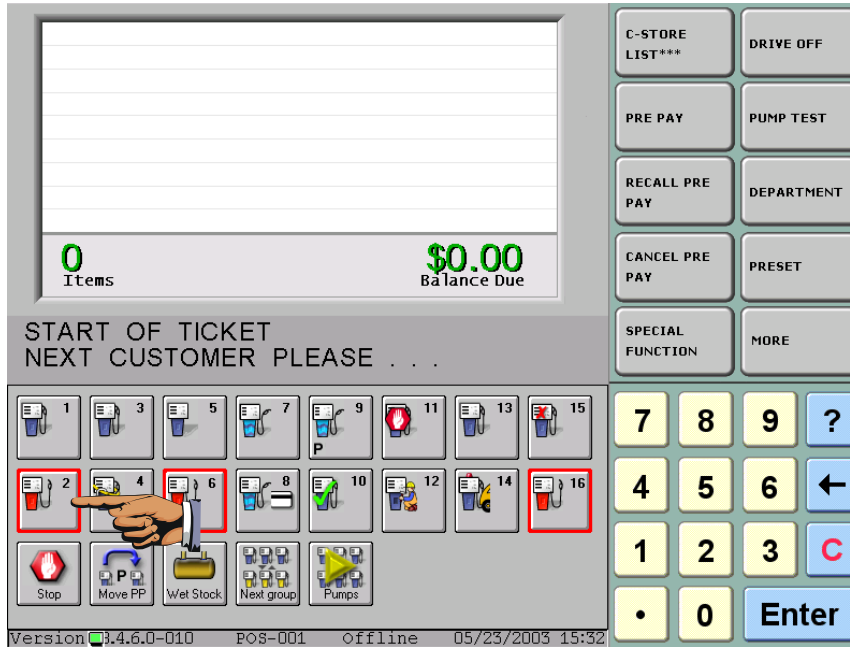 C-STORE
LIST***
DRIVE OFF
PRE PAY
PUMP TEST
RECALL PRE
PAY
DEPARTMENT
CANCEL PRE
PAY
PRESET
SPECIAL
FUNCTION
MORE
0
$0.00
Items
Balance Due
START OF TICKET
NEXT CUSTOMER PLEASE . . .
1 3 5 7 9 11 13 15
P
2 4 6 8 10 12 14 16
P
Stop Move PP Wet Stock Next group Pumps
7 8 9 ?
4 5 6 ←
1 2 3 C
• 0 Enter
Version 3.4.6.0-010 POS-001 Offline 05/23/2003 15:32